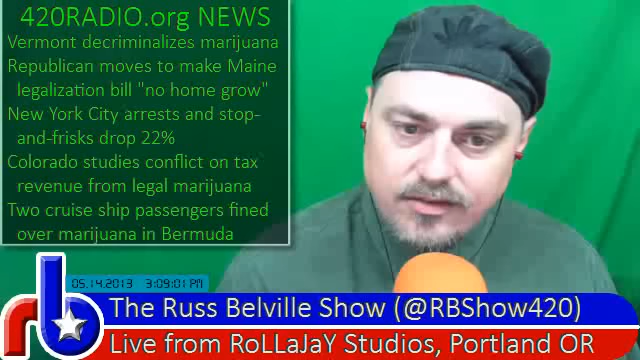 420RADIO.org NEWS
Vermont decriminalizes marijuana
Republican moves to make Maine
legalization bill "no home grow"
New York City arrests and stop-
and-frisks drop 22%
Colorado studies conflict on tax
revenue from legal marijuana
Two cruise ship passengers fined
over marijuana in Bermuda
05.14.2013 3:09:01 PM
rb
The Russ Belville Show (@RBShow420)
Live from RoLLaJaY Studios, Portland OR